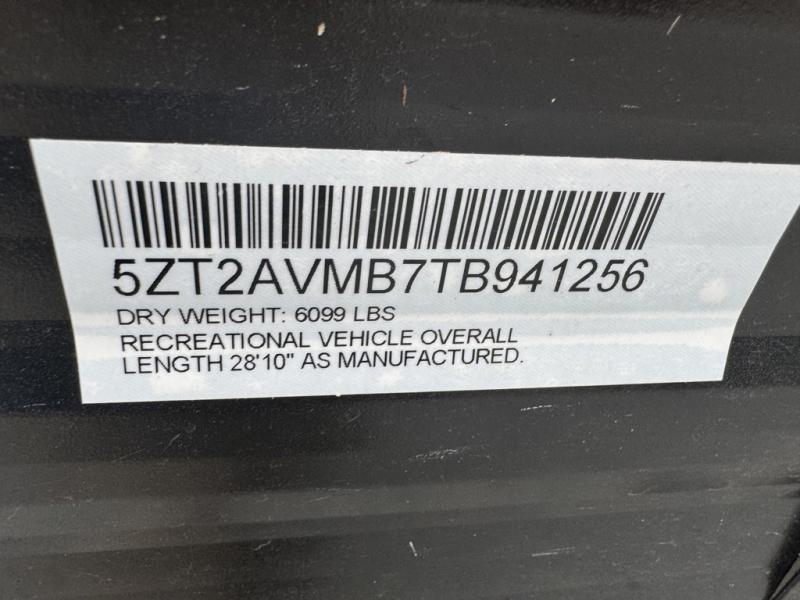 5ZT2AVMB7TB941256
DRY WEIGHT: 6099 LBS
RECREATIONAL VEHICLE OVERALL
LENGTH 28'10" AS MANUFACTURED.